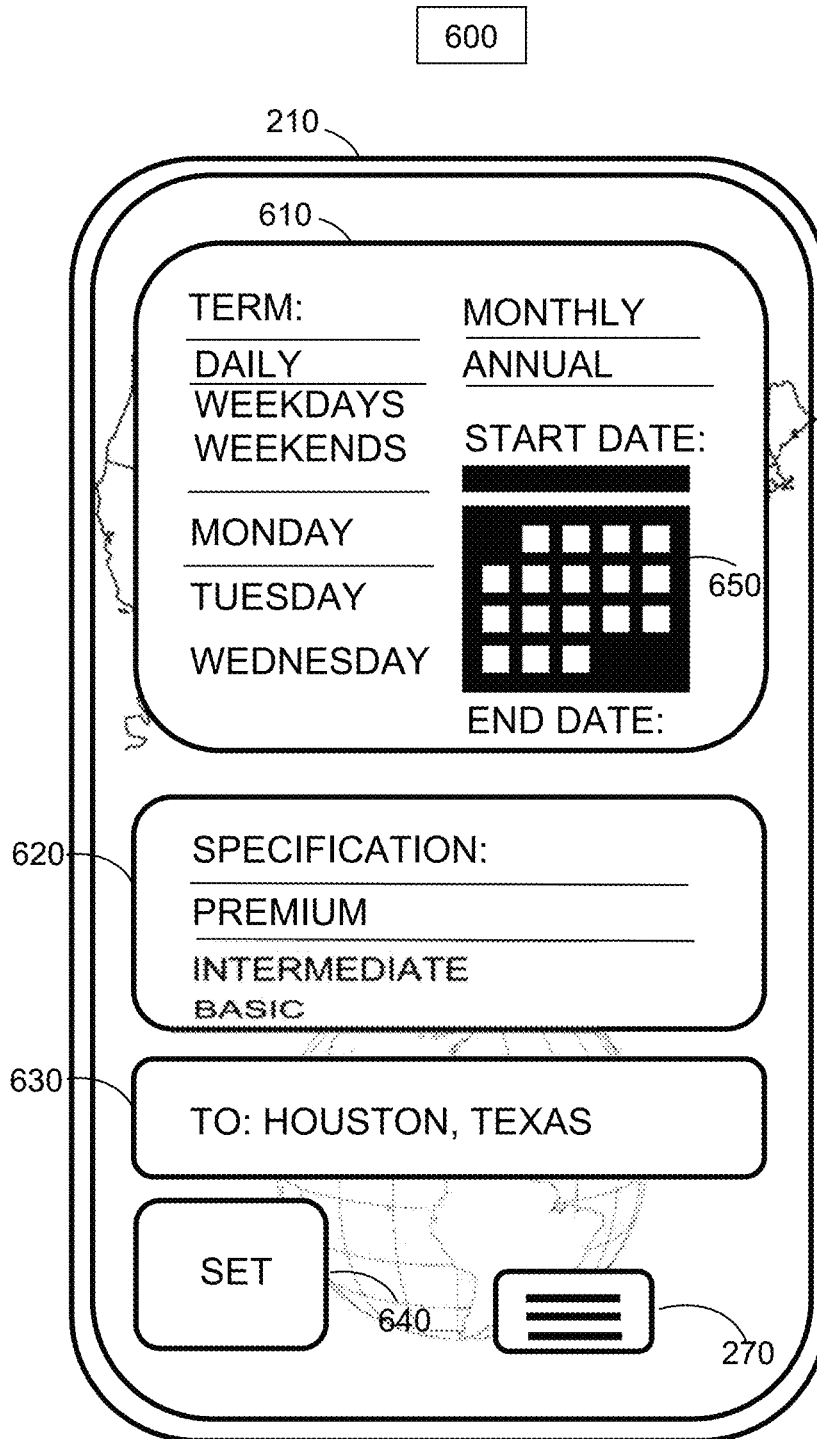 600
210
610
TERM:
DAILY
WEEKDAYS
WEEKENDS
MONDAY
TUESDAY
WEDNESDAY
MONTHLY
ANNUAL
START DATE:
650
END DATE:
620
SPECIFICATION:
PREMIUM
INTERMEDIATE
BASIC
630
TO: HOUSTON, TEXAS
SET
640
270